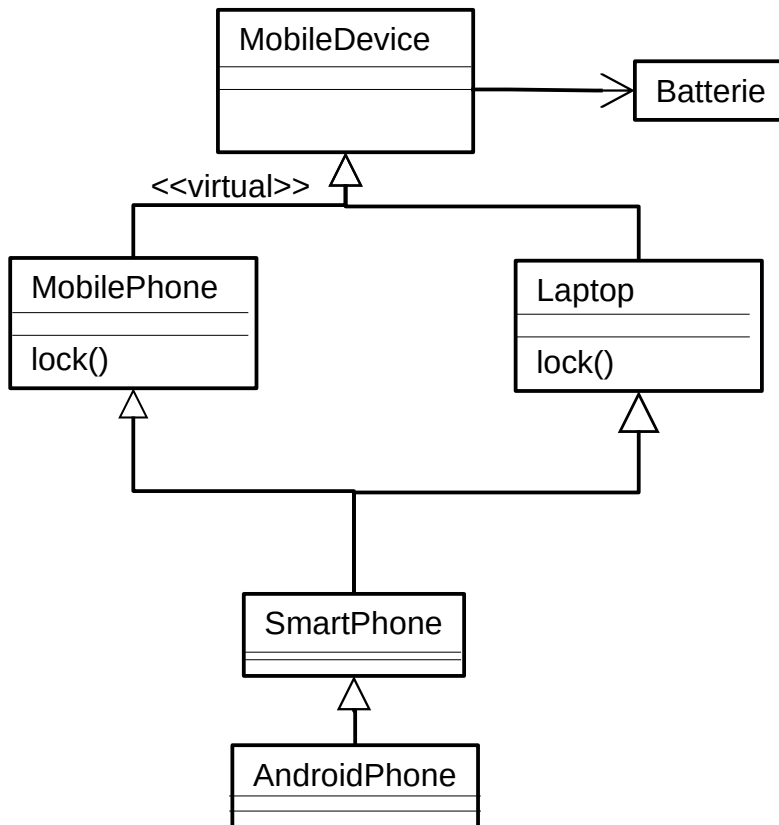 MobileDevice
Batterie
<<virtual>>
MobilePhone
lock()
Laptop
lock()
SmartPhone
AndroidPhone